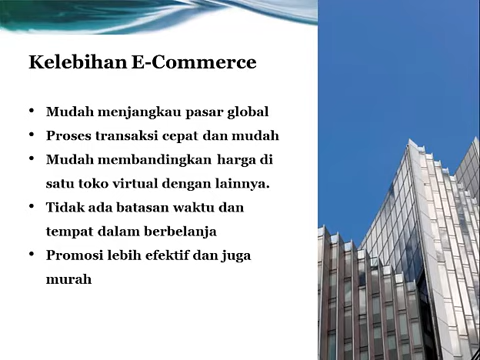 Kelebihan E-Commerce
• Mudah menjangkau pasar global
• Proses transaksi cepat dan mudah
• Mudah membandingkan harga di
satu toko virtual dengan lainnya.
• Tidak ada batasan waktu dan
tempat dalam berbelanja
• Promosi lebih efektif dan juga
murah